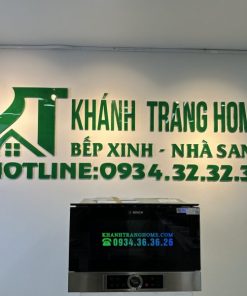 KHÁNH TRANG HOM
BẾP XINH - NHÀ SAN
HOTLINE:0934.32.32.3
BOSCH
KHANHTRANGHOME.COM
0934.36.36.26